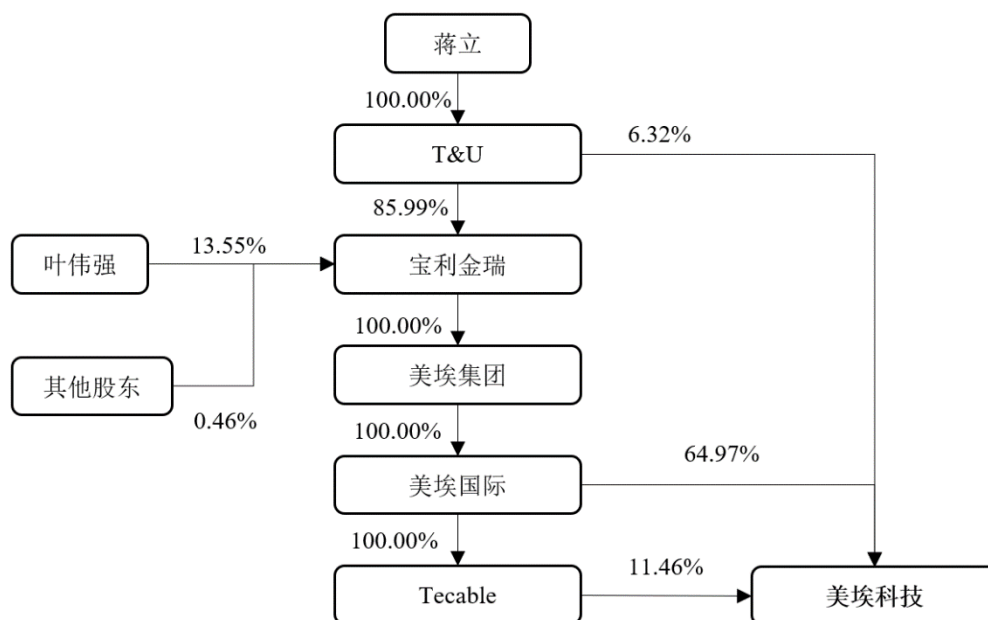 蒋立
100.00%
T&U
6.32%
85.99%
叶伟强
13.55%
宝利金瑞
100.00%
其他股东
0.46%
美埃集团
100.00%
美埃国际
64.97%
100.00%
Tecable
11.46%
美埃科技